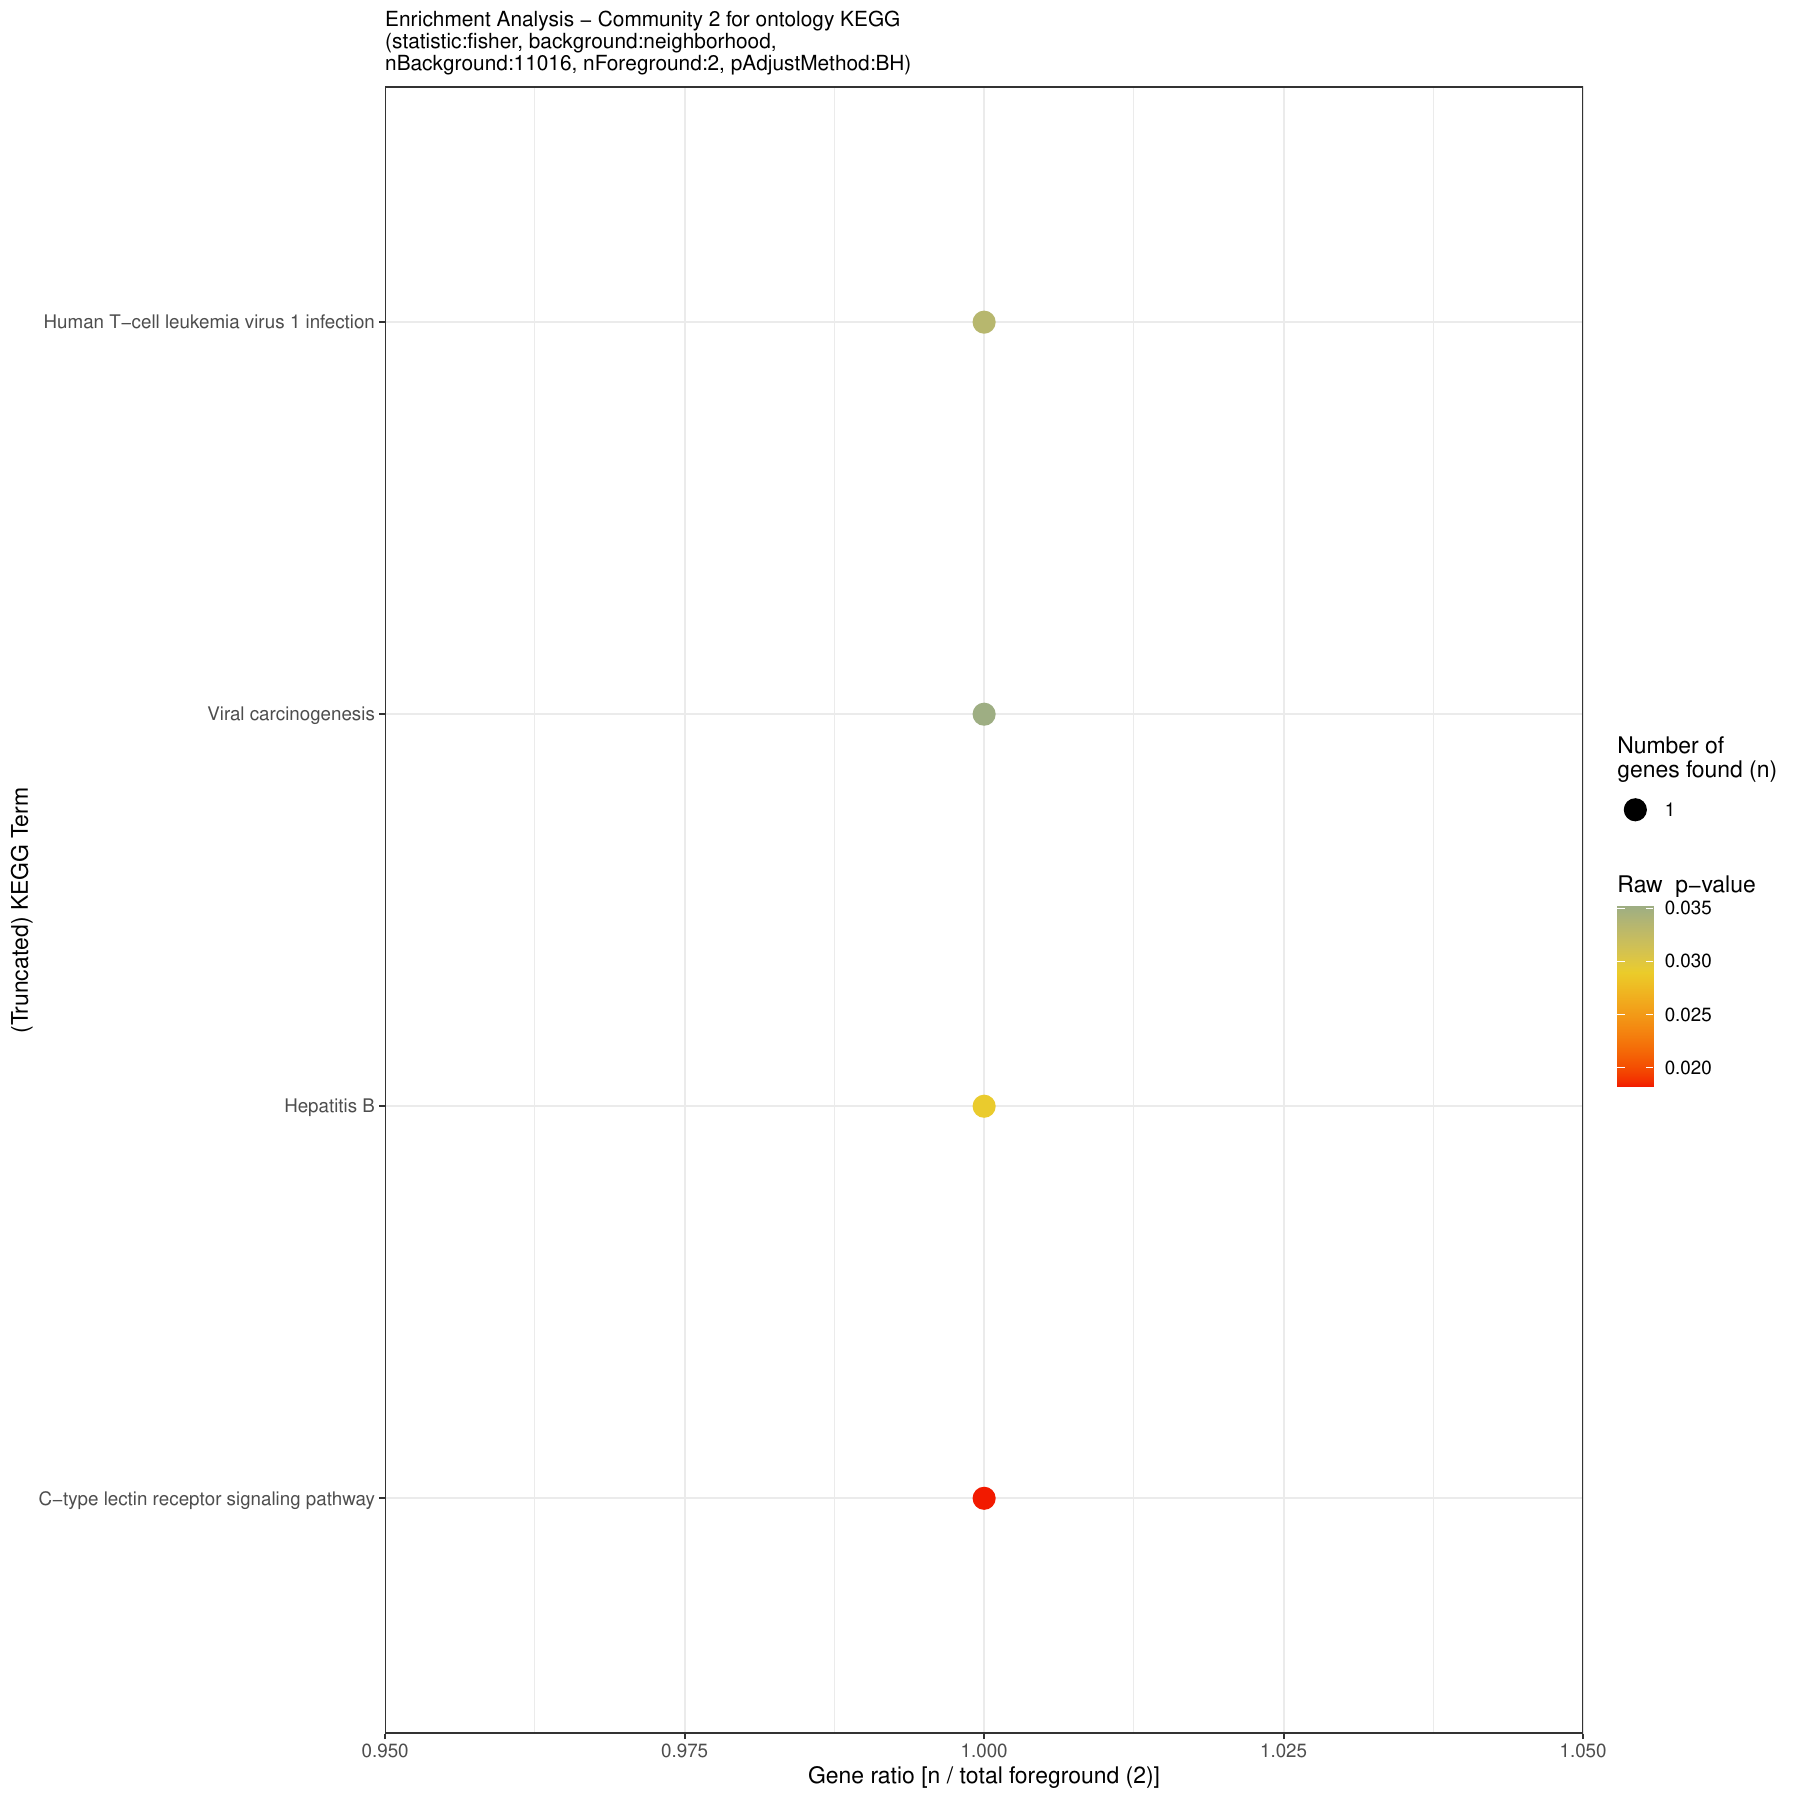 Enrichment Analysis − Community 2 for ontology KEGG
(statistic:fisher, background:neighborhood,
nBackground:11016, nForeground:2, pAdjustMethod:BH)
(Truncated) KEGG Term
Human T−cell leukemia virus 1 infection
Viral carcinogenesis
Hepatitis B
C−type lectin receptor signaling pathway
0.950
0.975
1.000
1.025
1.050
Gene ratio [n / total foreground (2)]
Number of
genes found (n)
1
Raw  p−value
0.035
0.030
0.025
0.020